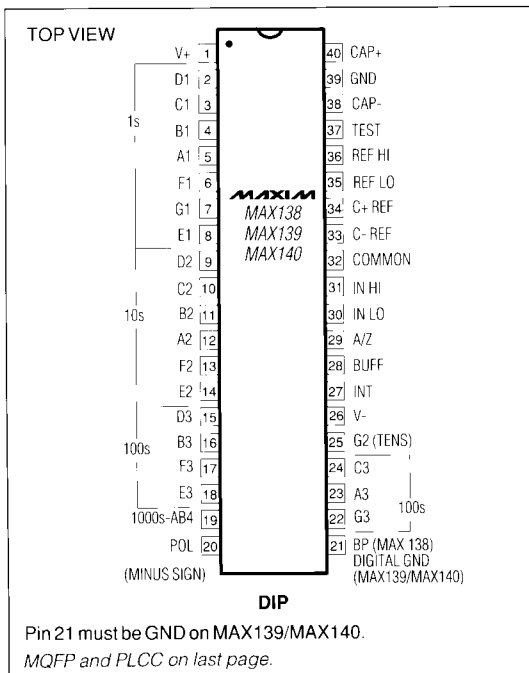 TOP VIEW
V+ 1 40 CAP+
D1 2 39 GND
C1 3 38 CAP-
1s
B1 4 37 TEST
A1 5 36 REF HI
F1 6 35 REF LO
MAXIM
G1 7 MAX138 34 C+ REF
E1 8 MAX139 33 C- REF
D2 9 MAX140 32 COMMON
C2 10 31 IN HI
10s
B2 11 30 IN LO
A2 12 29 A/Z
F2 13 28 BUFF
E2 14 27 INT
D3 15 26 V-
100s
B3 16 25 G2 (TENS)
F3 17 24 C3
E3 18 23 A3
100s
1000s-AB4 19 22 G3
POL 20 21 BP (MAX 138)
DIGITAL GND
(MINUS SIGN) (MAX139/MAX140)
DIP
Pin 21 must be GND on MAX139/MAX140.
MQFP and PLCC on last page.